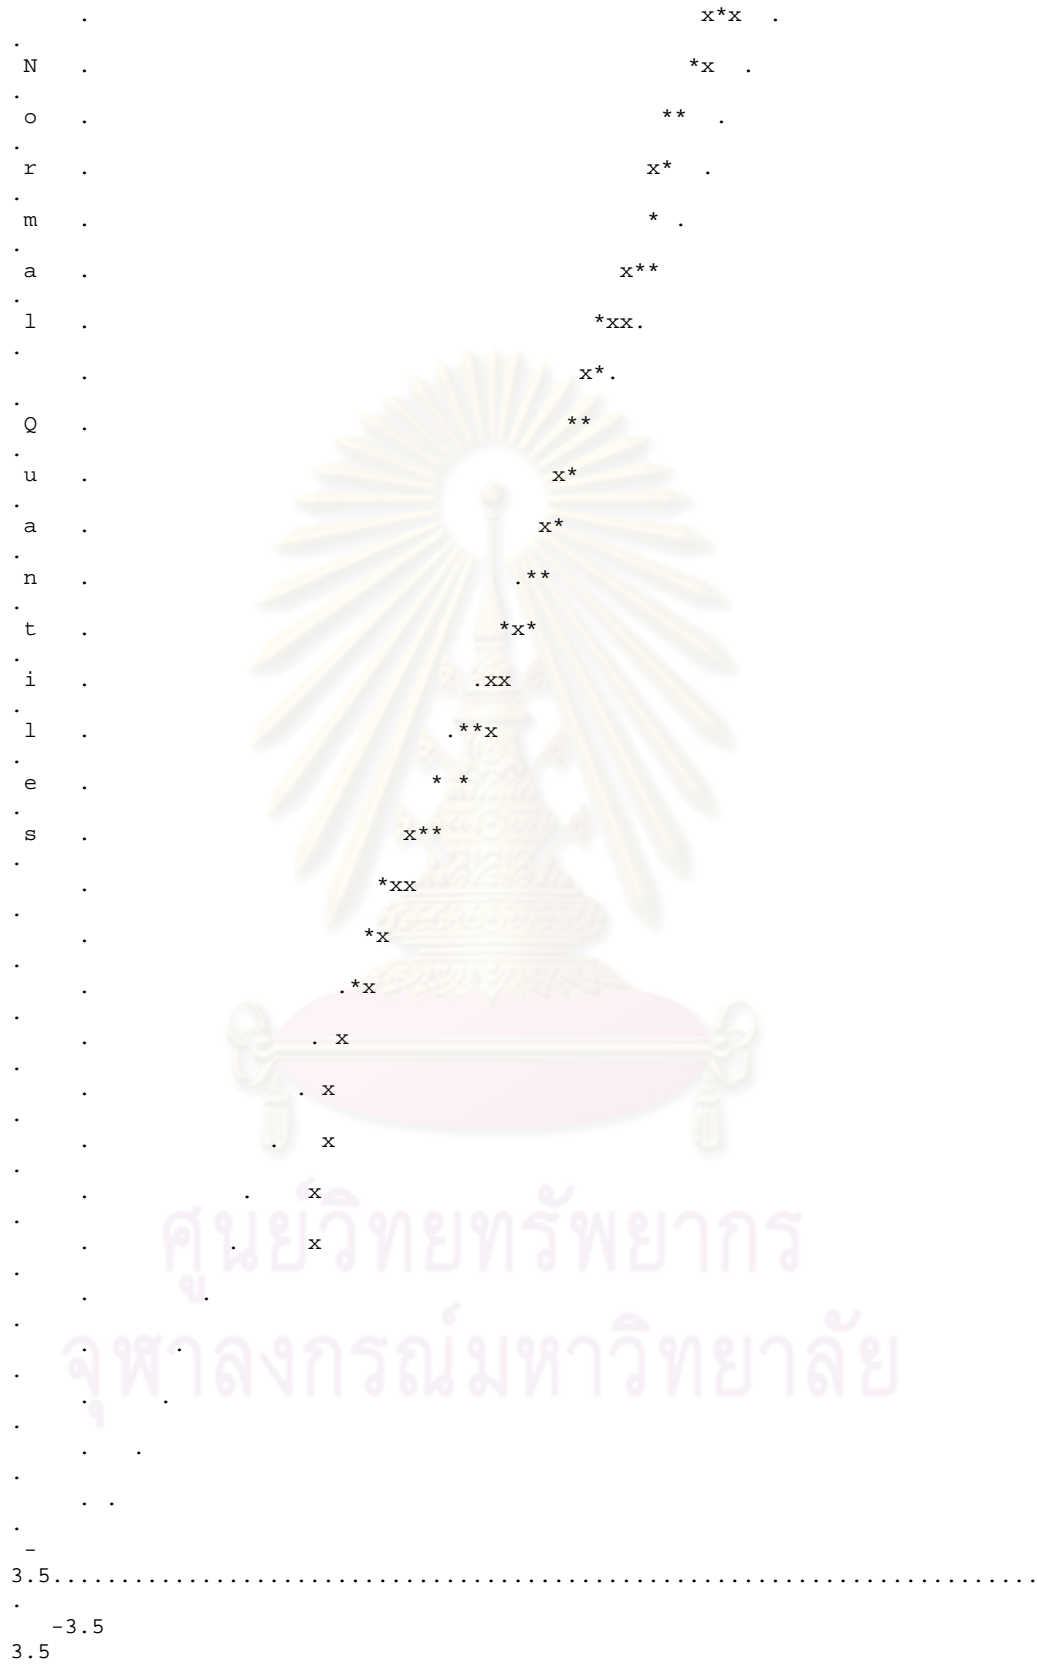 . x*x .
.
N . *x .
.
o . ** .
.
r . x* .
.
m . * .
.
a . x**
.
l . *xx.
.
. x*.
.
Q . **
.
u . x*
.
a . x*
.
n . .**
.
t . *x*
.
i . .xx
.
l . .**x
.
e . * *
.
s . x**
.
. *xx
.
. *x
.
. .*x
.
. . x
.
. . x
.
. . x
.
. . x
.
. . x
.
. .
.
. .
.
. .
.
. .
.
. .
.
-
3.5.........................................................................
.
-3.5
3.5
ศูนย์วิทยทรัพยากร
จุฬาลงกรณ์มหาวิทยาลัย